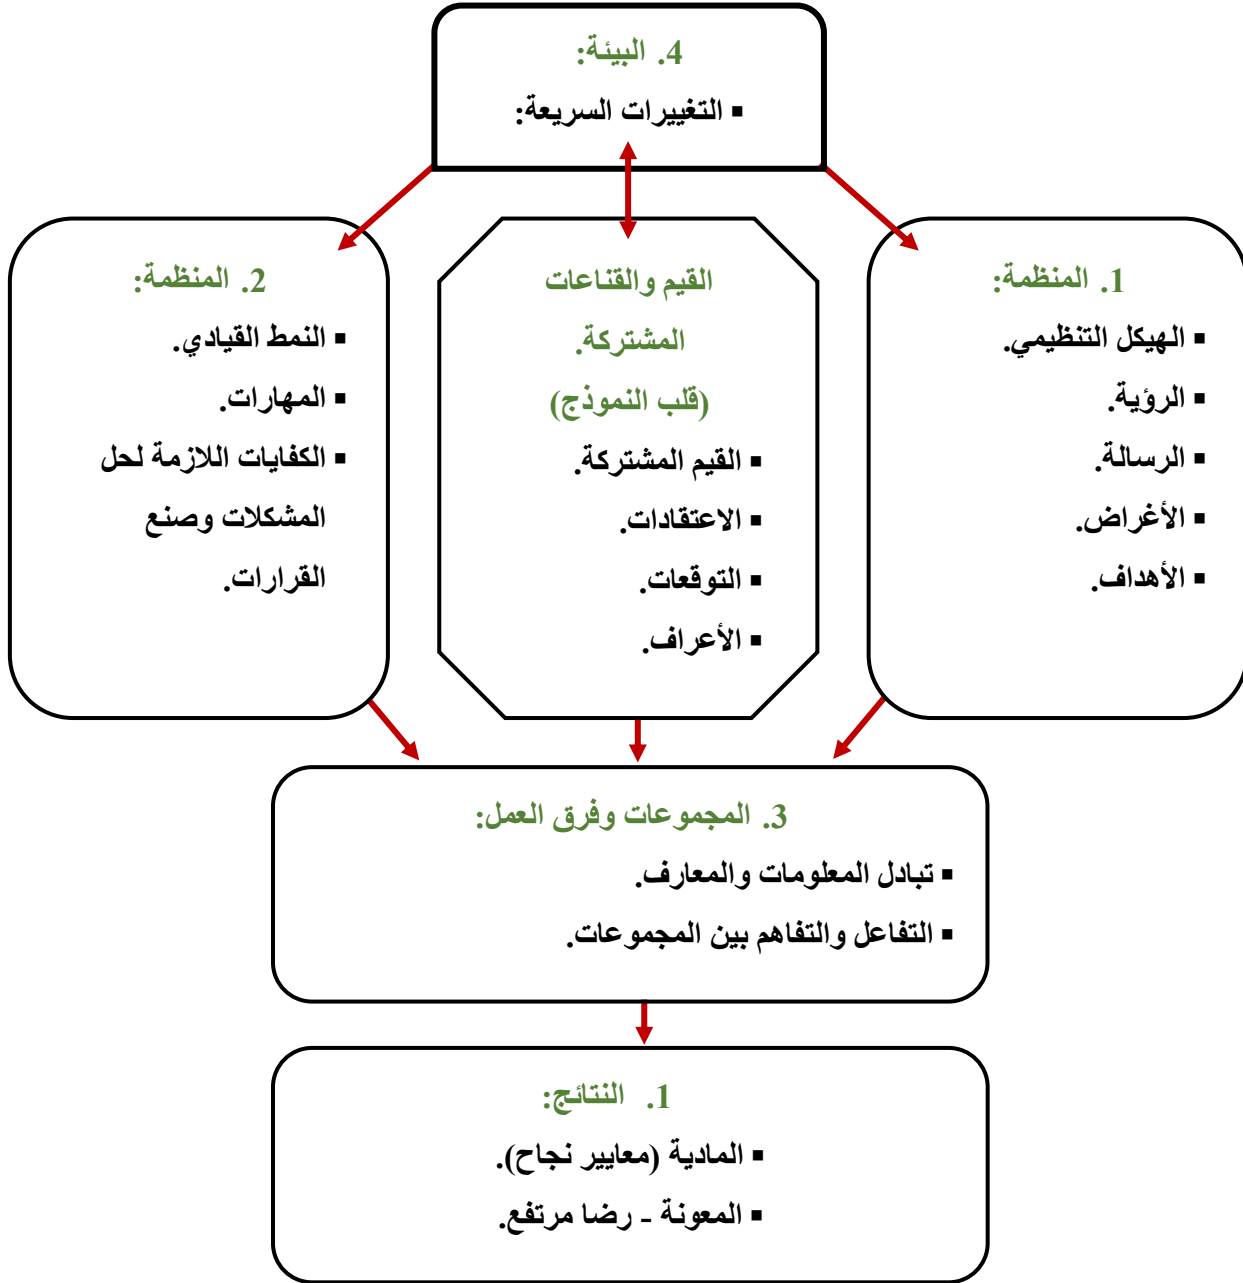 4. البيئة:
▪ التغييرات السريعة:
1. المنظمة:
▪ الهيكل التنظيمي.
▪ الرؤية.
▪ الرسالة.
▪ الأغراض.
▪ الأهداف.
القيم والقناعات
المشتركة.
(قلب النموذج)
▪ القيم المشتركة.
▪ الاعتقادات.
▪ التوقعات.
▪ الأعراف.
2. المنظمة:
▪ النمط القيادي.
▪ المهارات.
▪ الكفايات اللازمة لحل
المشكلات وصنع
القرارات.
3. المجموعات وفرق العمل:
▪ تبادل المعلومات والمعارف.
▪ التفاعل والتفاهم بين المجموعات.
1. النتائج:
▪ المادية (معايير نجاح).
▪ المعونة - رضا مرتفع.